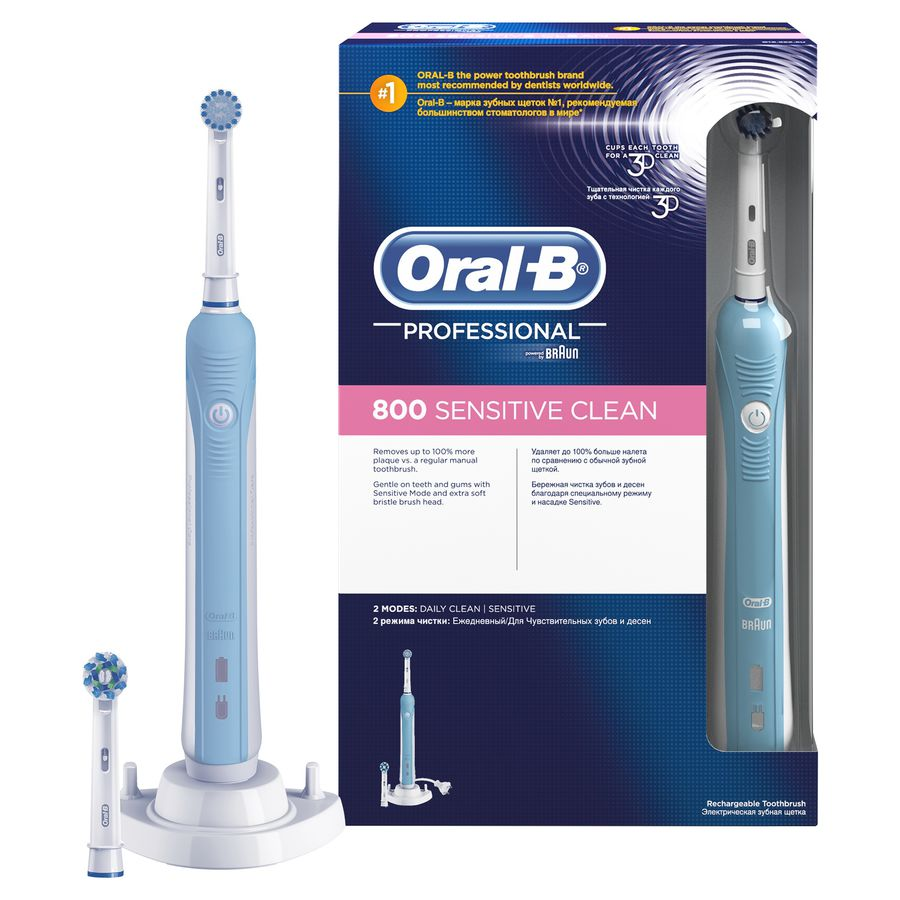 ORAL-B the power toothbrush brand
most recommended by dentists worldwide.
#1
Oral-B – марка зубных щеток №1, рекомендуемая
большинством стоматологов в мире*
CUPS EACH TOOTH
FOR A 3D CLEAN
Тщательная чистка каждого
зуба с технологией 3D
Oral-B®
PROFESSIONAL
powered by BRAUN
800 SENSITIVE CLEAN
Removes up to 100% more
plaque vs. a regular manual
toothbrush.
Gentle on teeth and gums with
Sensitive Mode and extra soft
bristle brush head.
Удаляет до 100% больше налета
по сравнению с обычной зубной
щеткой.
Бережная чистка зубов и десен
благодаря специальному режиму
и насадке Sensitive.
2 MODES: DAILY CLEAN | SENSITIVE
2 режима чистки: Ежедневный/Для Чувствительных зубов и десен
Rechargeable Toothbrush
Электрическая зубная щетка
Oral-B
BRAUN
Oral-B
Oral-B
Oral-B
BRAUN
Oral-B